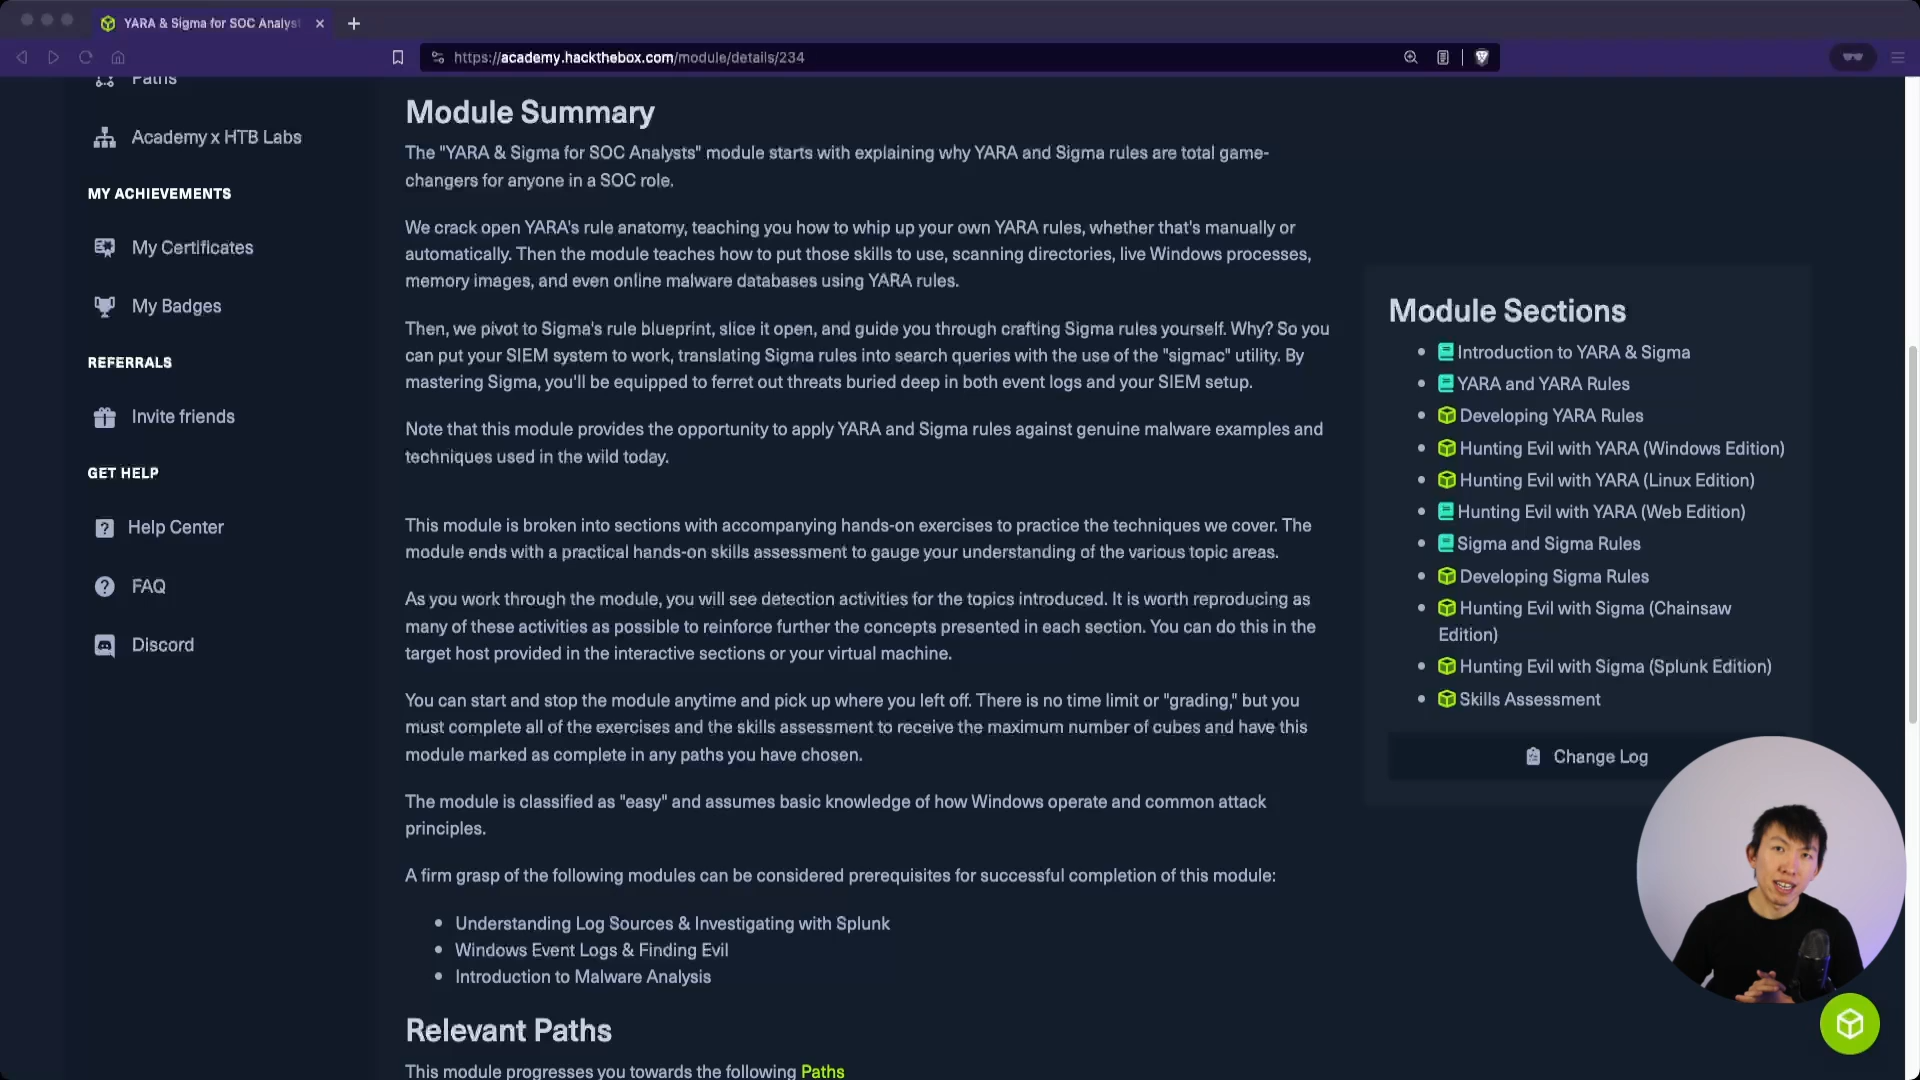 YARA & Sigma for SOC Analyst
https://academy.hackthebox.com/module/details/234
Paths
Academy x HTB Labs
MY ACHIEVEMENTS
My Certificates
My Badges
REFERRALS
Invite friends
GET HELP
Help Center
FAQ
Discord
Module Summary
The "YARA & Sigma for SOC Analysts" module starts with explaining why YARA and Sigma rules are total game-
changers for anyone in a SOC role.
We crack open YARA's rule anatomy, teaching you how to whip up your own YARA rules, whether that's manually or
automatically. Then the module teaches how to put those skills to use, scanning directories, live Windows processes,
memory images, and even online malware databases using YARA rules.
Then, we pivot to Sigma's rule blueprint, slice it open, and guide you through crafting Sigma rules yourself. Why? So you
can put your SIEM system to work, translating Sigma rules into search queries with the use of the "sigmac" utility. By
mastering Sigma, you'll be equipped to ferret out threats buried deep in both event logs and your SIEM setup.
Note that this module provides the opportunity to apply YARA and Sigma rules against genuine malware examples and
techniques used in the wild today.
This module is broken into sections with accompanying hands-on exercises to practice the techniques we cover. The
module ends with a practical hands-on skills assessment to gauge your understanding of the various topic areas.
As you work through the module, you will see detection activities for the topics introduced. It is worth reproducing as
many of these activities as possible to reinforce further the concepts presented in each section. You can do this in the
target host provided in the interactive sections or your virtual machine.
You can start and stop the module anytime and pick up where you left off. There is no time limit or "grading," but you
must complete all of the exercises and the skills assessment to receive the maximum number of cubes and have this
module marked as complete in any paths you have chosen.
The module is classified as "easy" and assumes basic knowledge of how Windows operate and common attack
principles.
A firm grasp of the following modules can be considered prerequisites for successful completion of this module:
Understanding Log Sources & Investigating with Splunk
Windows Event Logs & Finding Evil
Introduction to Malware Analysis
Relevant Paths
This module progresses you towards the following Paths
Module Sections
Introduction to YARA & Sigma
YARA and YARA Rules
Developing YARA Rules
Hunting Evil with YARA (Windows Edition)
Hunting Evil with YARA (Linux Edition)
Hunting Evil with YARA (Web Edition)
Sigma and Sigma Rules
Developing Sigma Rules
Hunting Evil with Sigma (Chainsaw
Edition)
Hunting Evil with Sigma (Splunk Edition)
Skills Assessment
Change Log